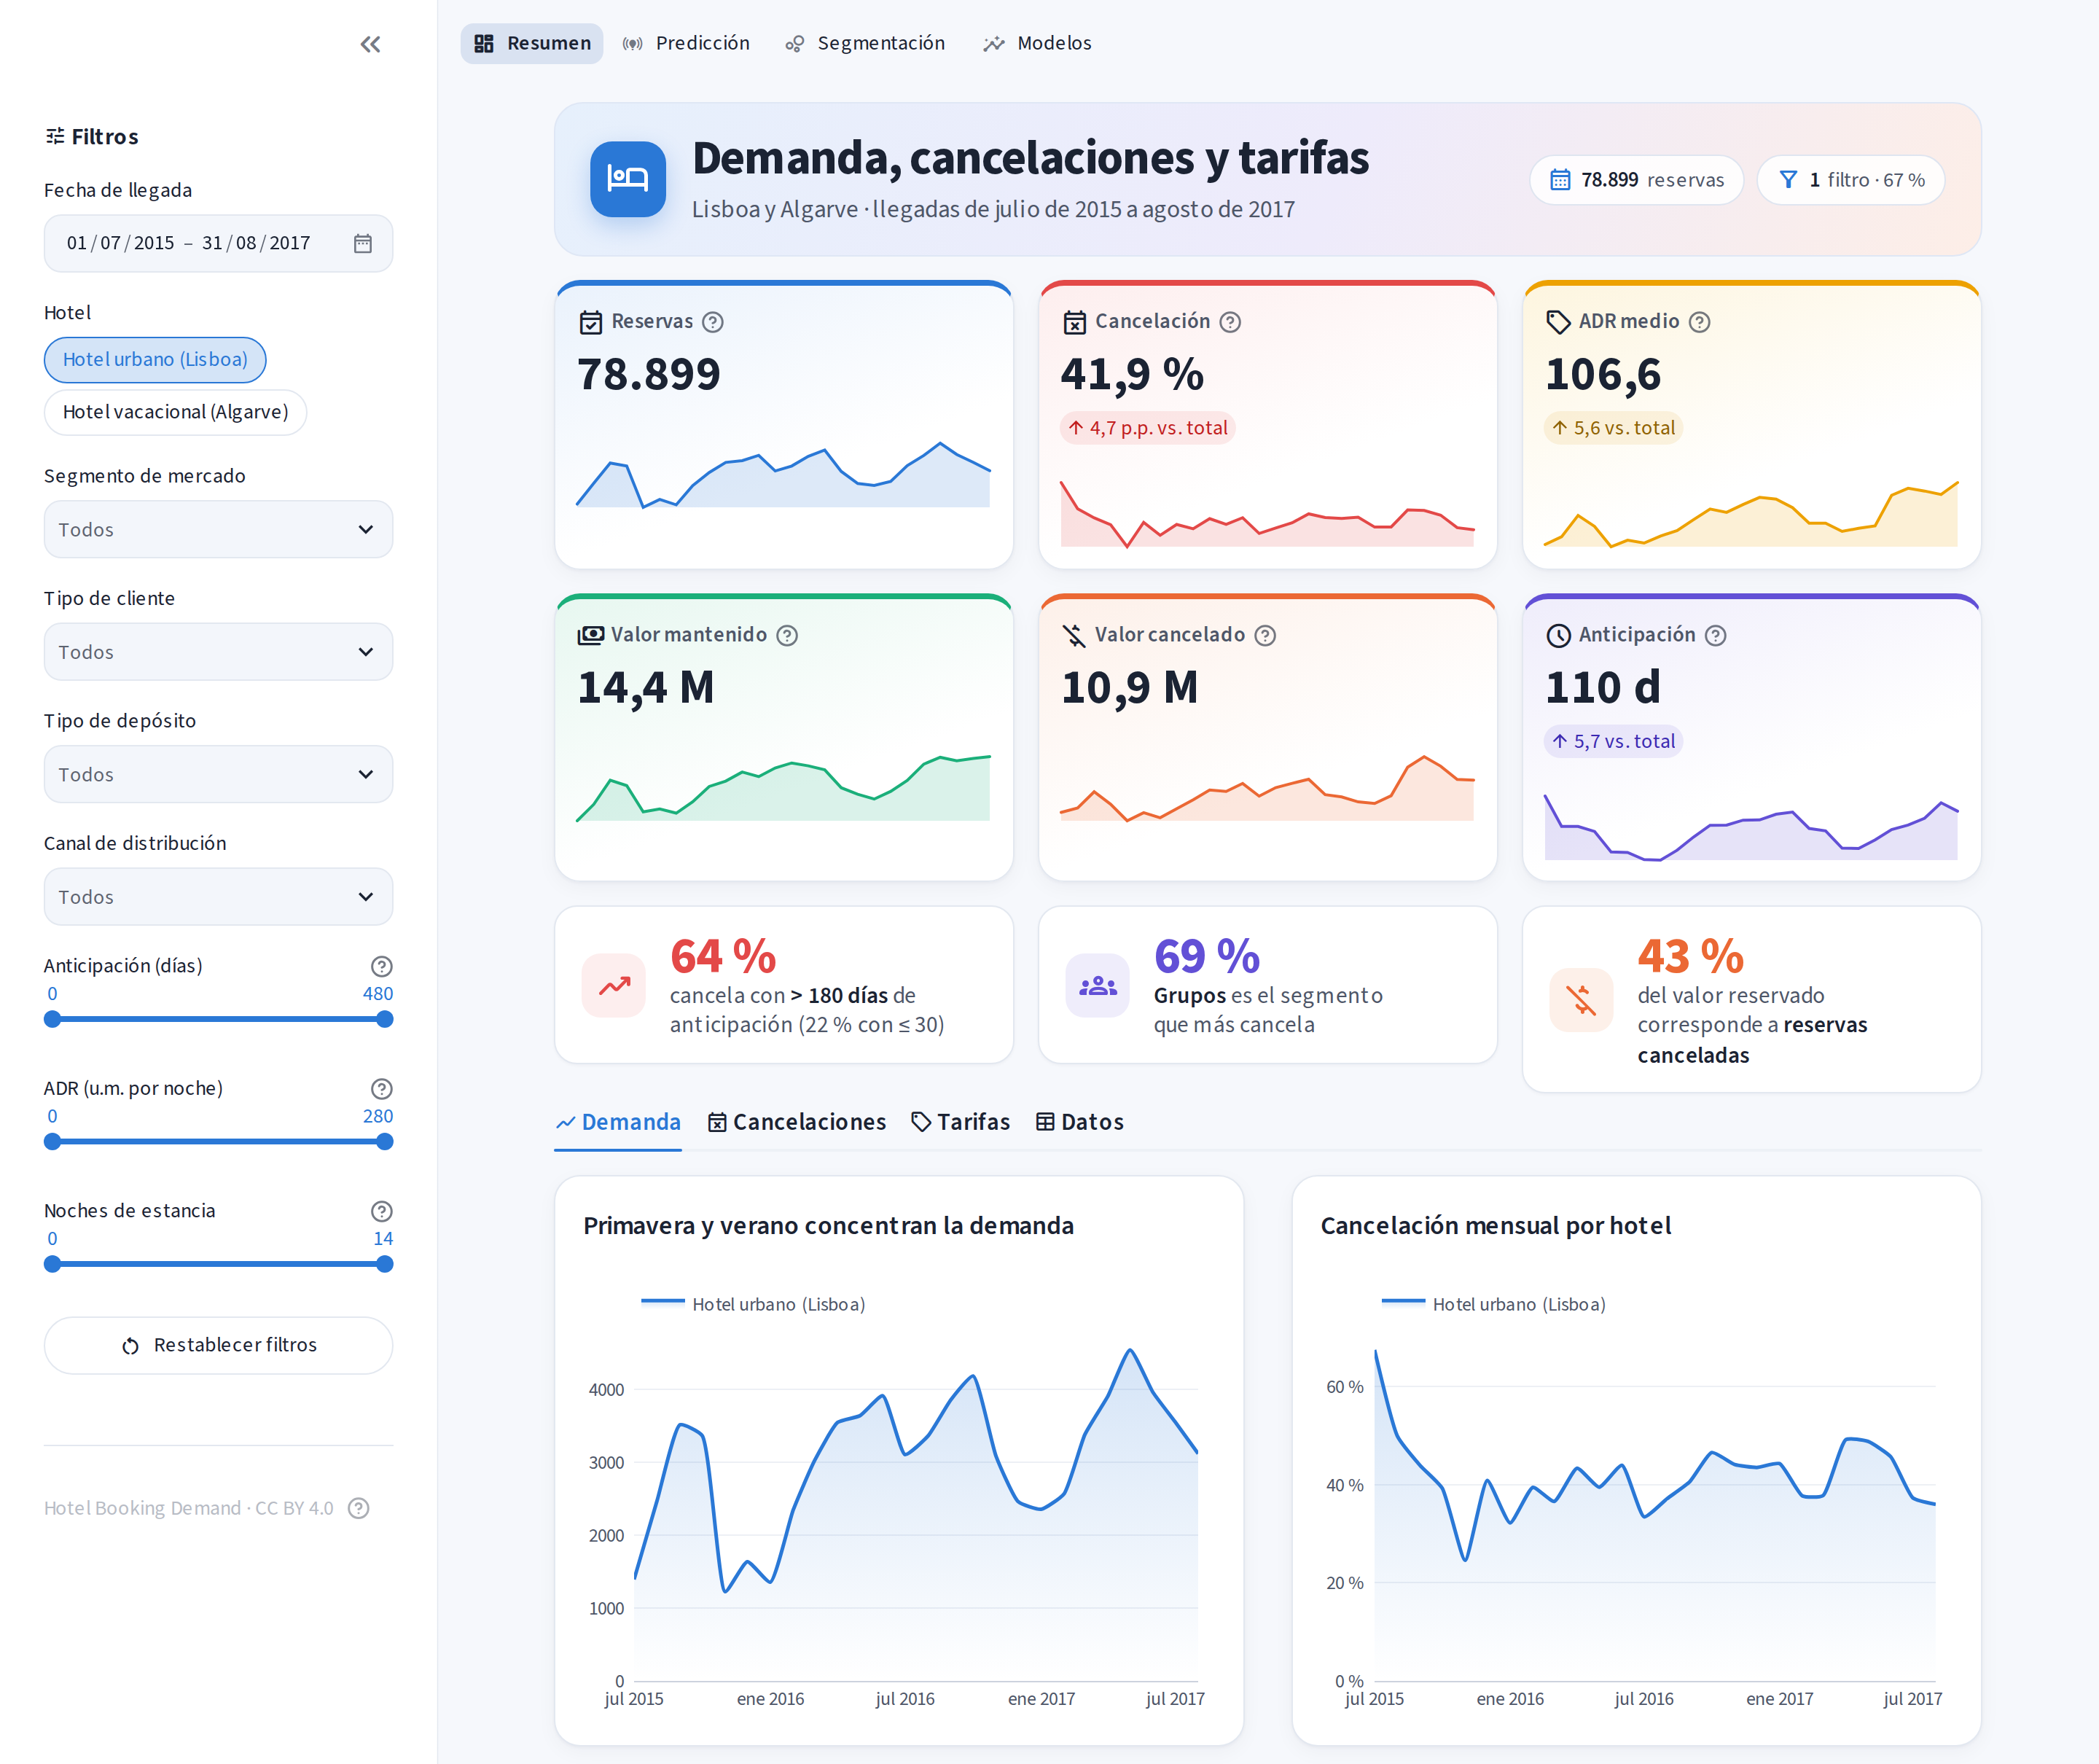 Resumen
Predicción
Segmentación
Modelos
Filtros
Fecha de llegada
01/07/2015 – 31/08/2017
Hotel
Hotel urbano (Lisboa)
Hotel vacacional (Algarve)
Segmento de mercado
Todos
Tipo de cliente
Todos
Tipo de depósito
Todos
Canal de distribución
Todos
Anticipación (días)
0 480
ADR (u.m. por noche)
0 280
Noches de estancia
0 14
Restablecer filtros
Hotel Booking Demand · CC BY 4.0
Demanda, cancelaciones y tarifas
Lisboa y Algarve · llegadas de julio de 2015 a agosto de 2017
78.899 reservas
1 filtro · 67 %
Reservas
78.899
Cancelación
41,9 %
↑ 4,7 p.p. vs. total
ADR medio
106,6
↑ 5,6 vs. total
Valor mantenido
14,4 M
Valor cancelado
10,9 M
Anticipación
110 d
↑ 5,7 vs. total
64 %
cancela con > 180 días de
anticipación (22 % con ≤ 30)
69 %
Grupos es el segmento
que más cancela
43 %
del valor reservado
corresponde a reservas
canceladas
Demanda
Cancelaciones
Tarifas
Datos
Primavera y verano concentran la demanda
Hotel urbano (Lisboa)
4000
3000
2000
1000
0
jul 2015 ene 2016 jul 2016 ene 2017 jul 2017
Cancelación mensual por hotel
Hotel urbano (Lisboa)
60 %
40 %
20 %
0 %
jul 2015 ene 2016 jul 2016 ene 2017 jul 2017